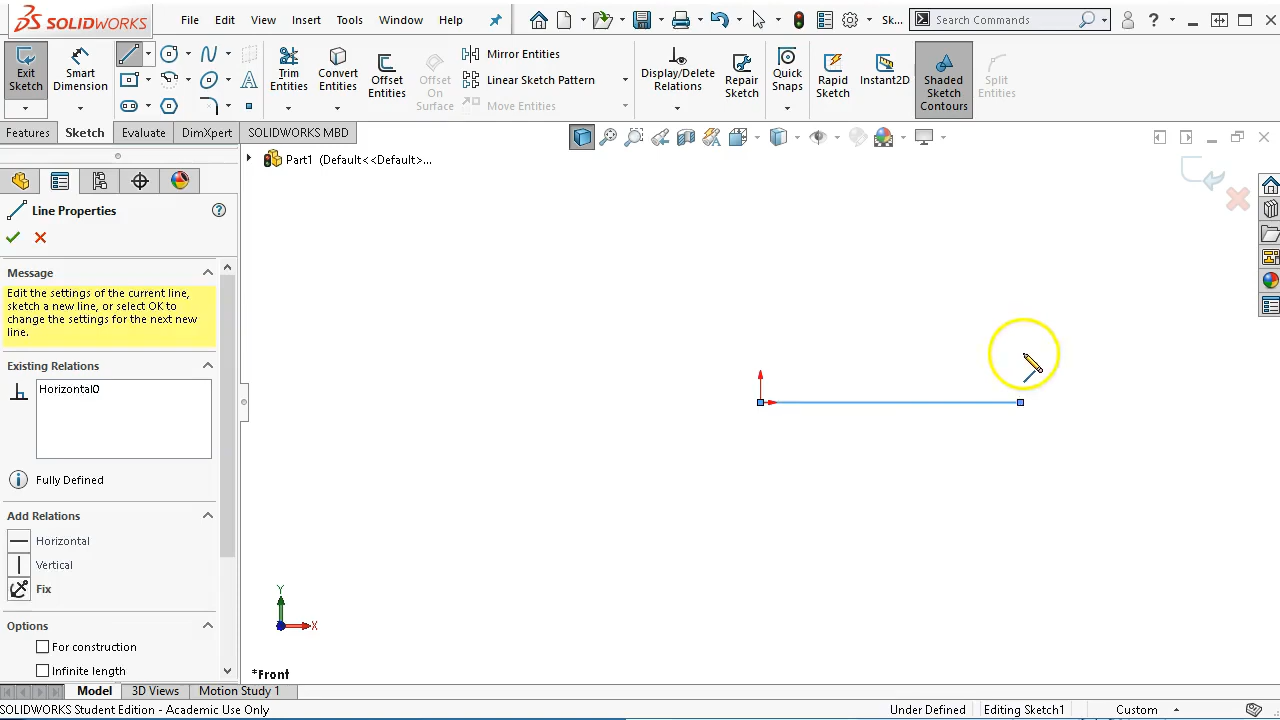 SOLIDWORKS File Edit View Insert Tools Window Help Sk... Search Commands ?
Exit Sketch
Smart Dimension
Trim Entities
Convert Entities
Offset Entities
Offset On Surface
Mirror Entities
Linear Sketch Pattern
Move Entities
Display/Delete Relations
Repair Sketch
Quick Snaps
Rapid Sketch
Instant2D
Shaded Sketch Contours
Split Entities
Features Sketch Evaluate DimXpert SOLIDWORKS MBD
Part1 (Default<<Default>...
Line Properties
Message
Edit the settings of the current line,
sketch a new line, or select OK to
change the settings for the next new
line.
Existing Relations
Horizontal0
Fully Defined
Add Relations
Horizontal
Vertical
Fix
Options
For construction
Infinite length
Y
X
*Front
Model 3D Views Motion Study 1
SOLIDWORKS Student Edition - Academic Use Only Under Defined Editing Sketch1 Custom